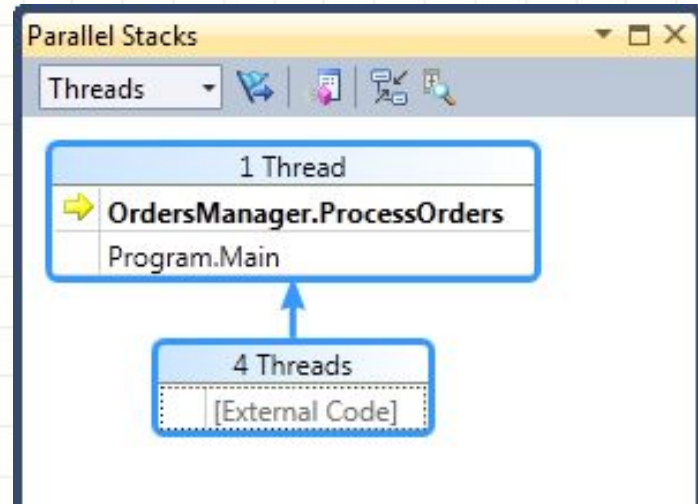 Parallel Stacks
Threads
1 Thread
OrdersManager.ProcessOrders
Program.Main
4 Threads
[External Code]